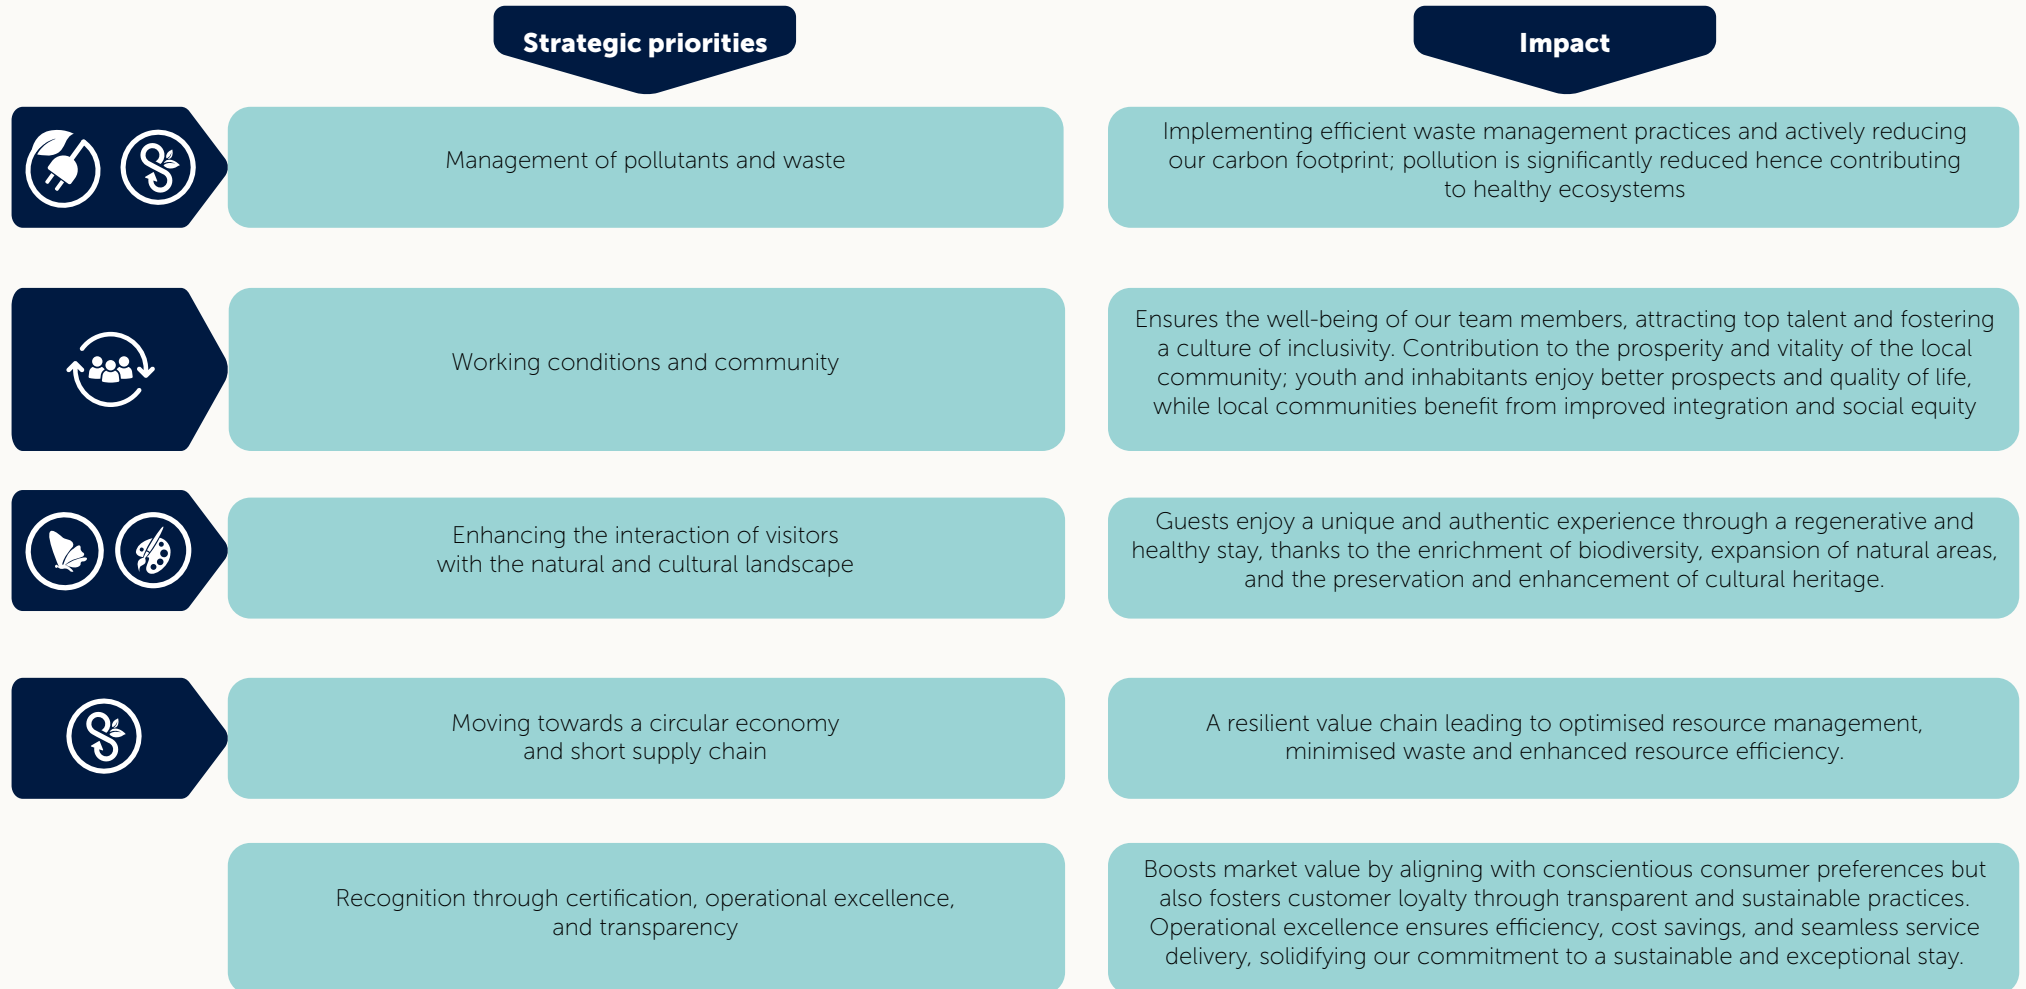 Strategic priorities
Impact
Management of pollutants and waste
Implementing efficient waste management practices and actively reducing
our carbon footprint; pollution is significantly reduced hence contributing
to healthy ecosystems
Working conditions and community
Ensures the well-being of our team members, attracting top talent and fostering
a culture of inclusivity. Contribution to the prosperity and vitality of the local
community; youth and inhabitants enjoy better prospects and quality of life,
while local communities benefit from improved integration and social equity
Enhancing the interaction of visitors
with the natural and cultural landscape
Guests enjoy a unique and authentic experience through a regenerative and
healthy stay, thanks to the enrichment of biodiversity, expansion of natural areas,
and the preservation and enhancement of cultural heritage.
Moving towards a circular economy
and short supply chain
A resilient value chain leading to optimised resource management,
minimised waste and enhanced resource efficiency.
Recognition through certification, operational excellence,
and transparency
Boosts market value by aligning with conscientious consumer preferences but
also fosters customer loyalty through transparent and sustainable practices.
Operational excellence ensures efficiency, cost savings, and seamless service
delivery, solidifying our commitment to a sustainable and exceptional stay.